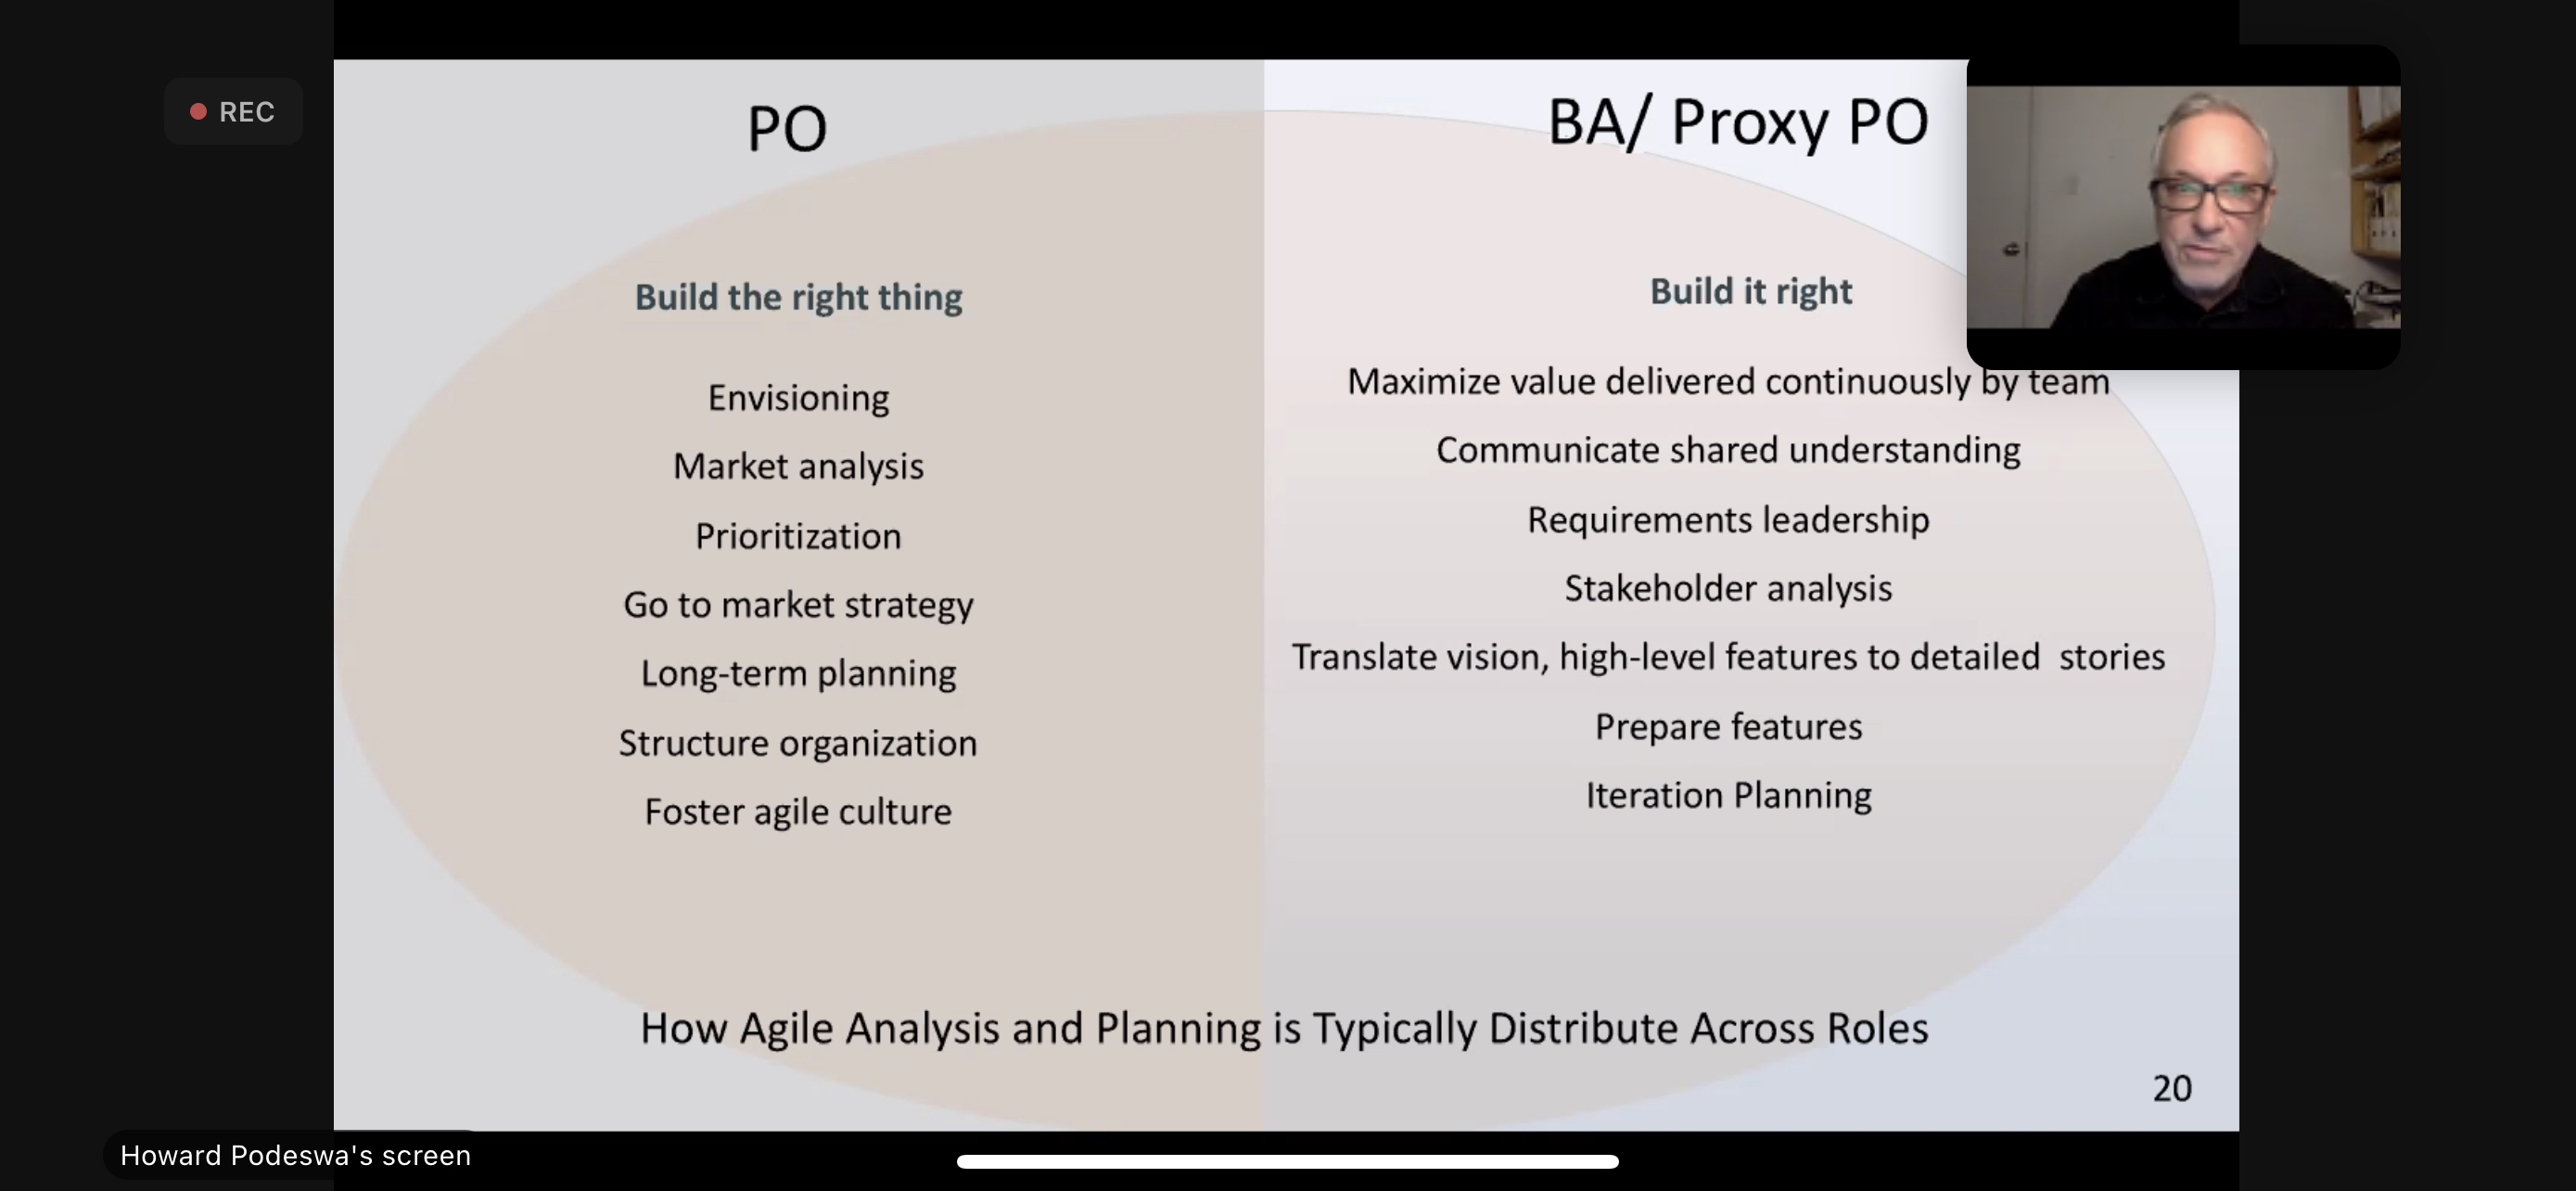 REC
PO
Build the right thing
Envisioning
Market analysis
Prioritization
Go to market strategy
Long-term planning
Structure organization
Foster agile culture
BA/ Proxy PO
Build it right
Maximize value delivered continuously by team
Communicate shared understanding
Requirements leadership
Stakeholder analysis
Translate vision, high-level features to detailed stories
Prepare features
Iteration Planning
How Agile Analysis and Planning is Typically Distribute Across Roles
20
Howard Podeswa's screen